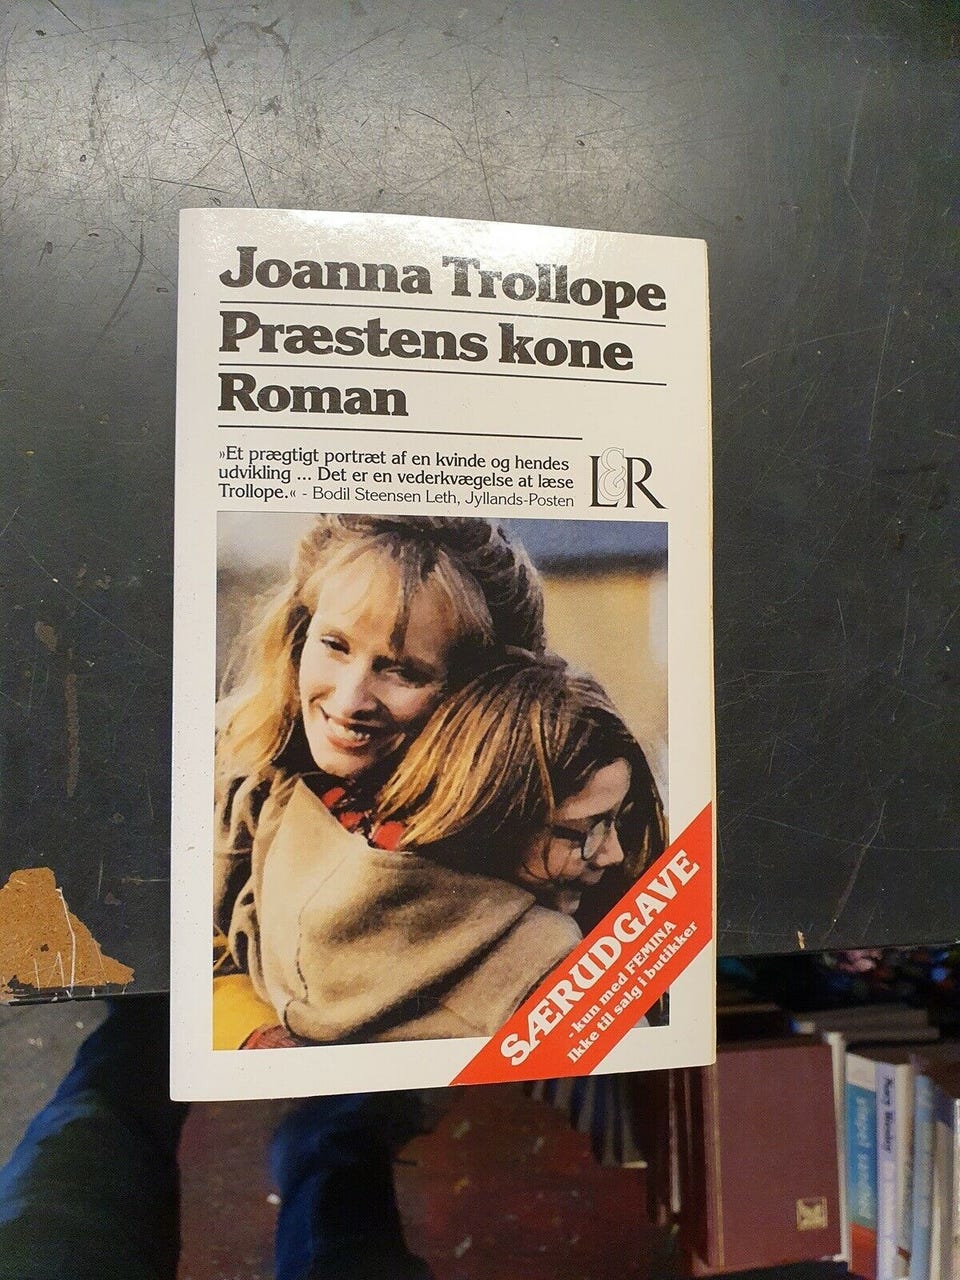 Joanna Trollope
Præstens kone
Roman
»Et prægtigt portræt af en kvinde og hendes
udvikling ... Det er en vederkvægelse at læse
Trollope.« - Bodil Steensen Leth, Jyllands-Posten
L&R
SÆRUDGAVE
- kun med FEMINA
Ikke til salg i butikker